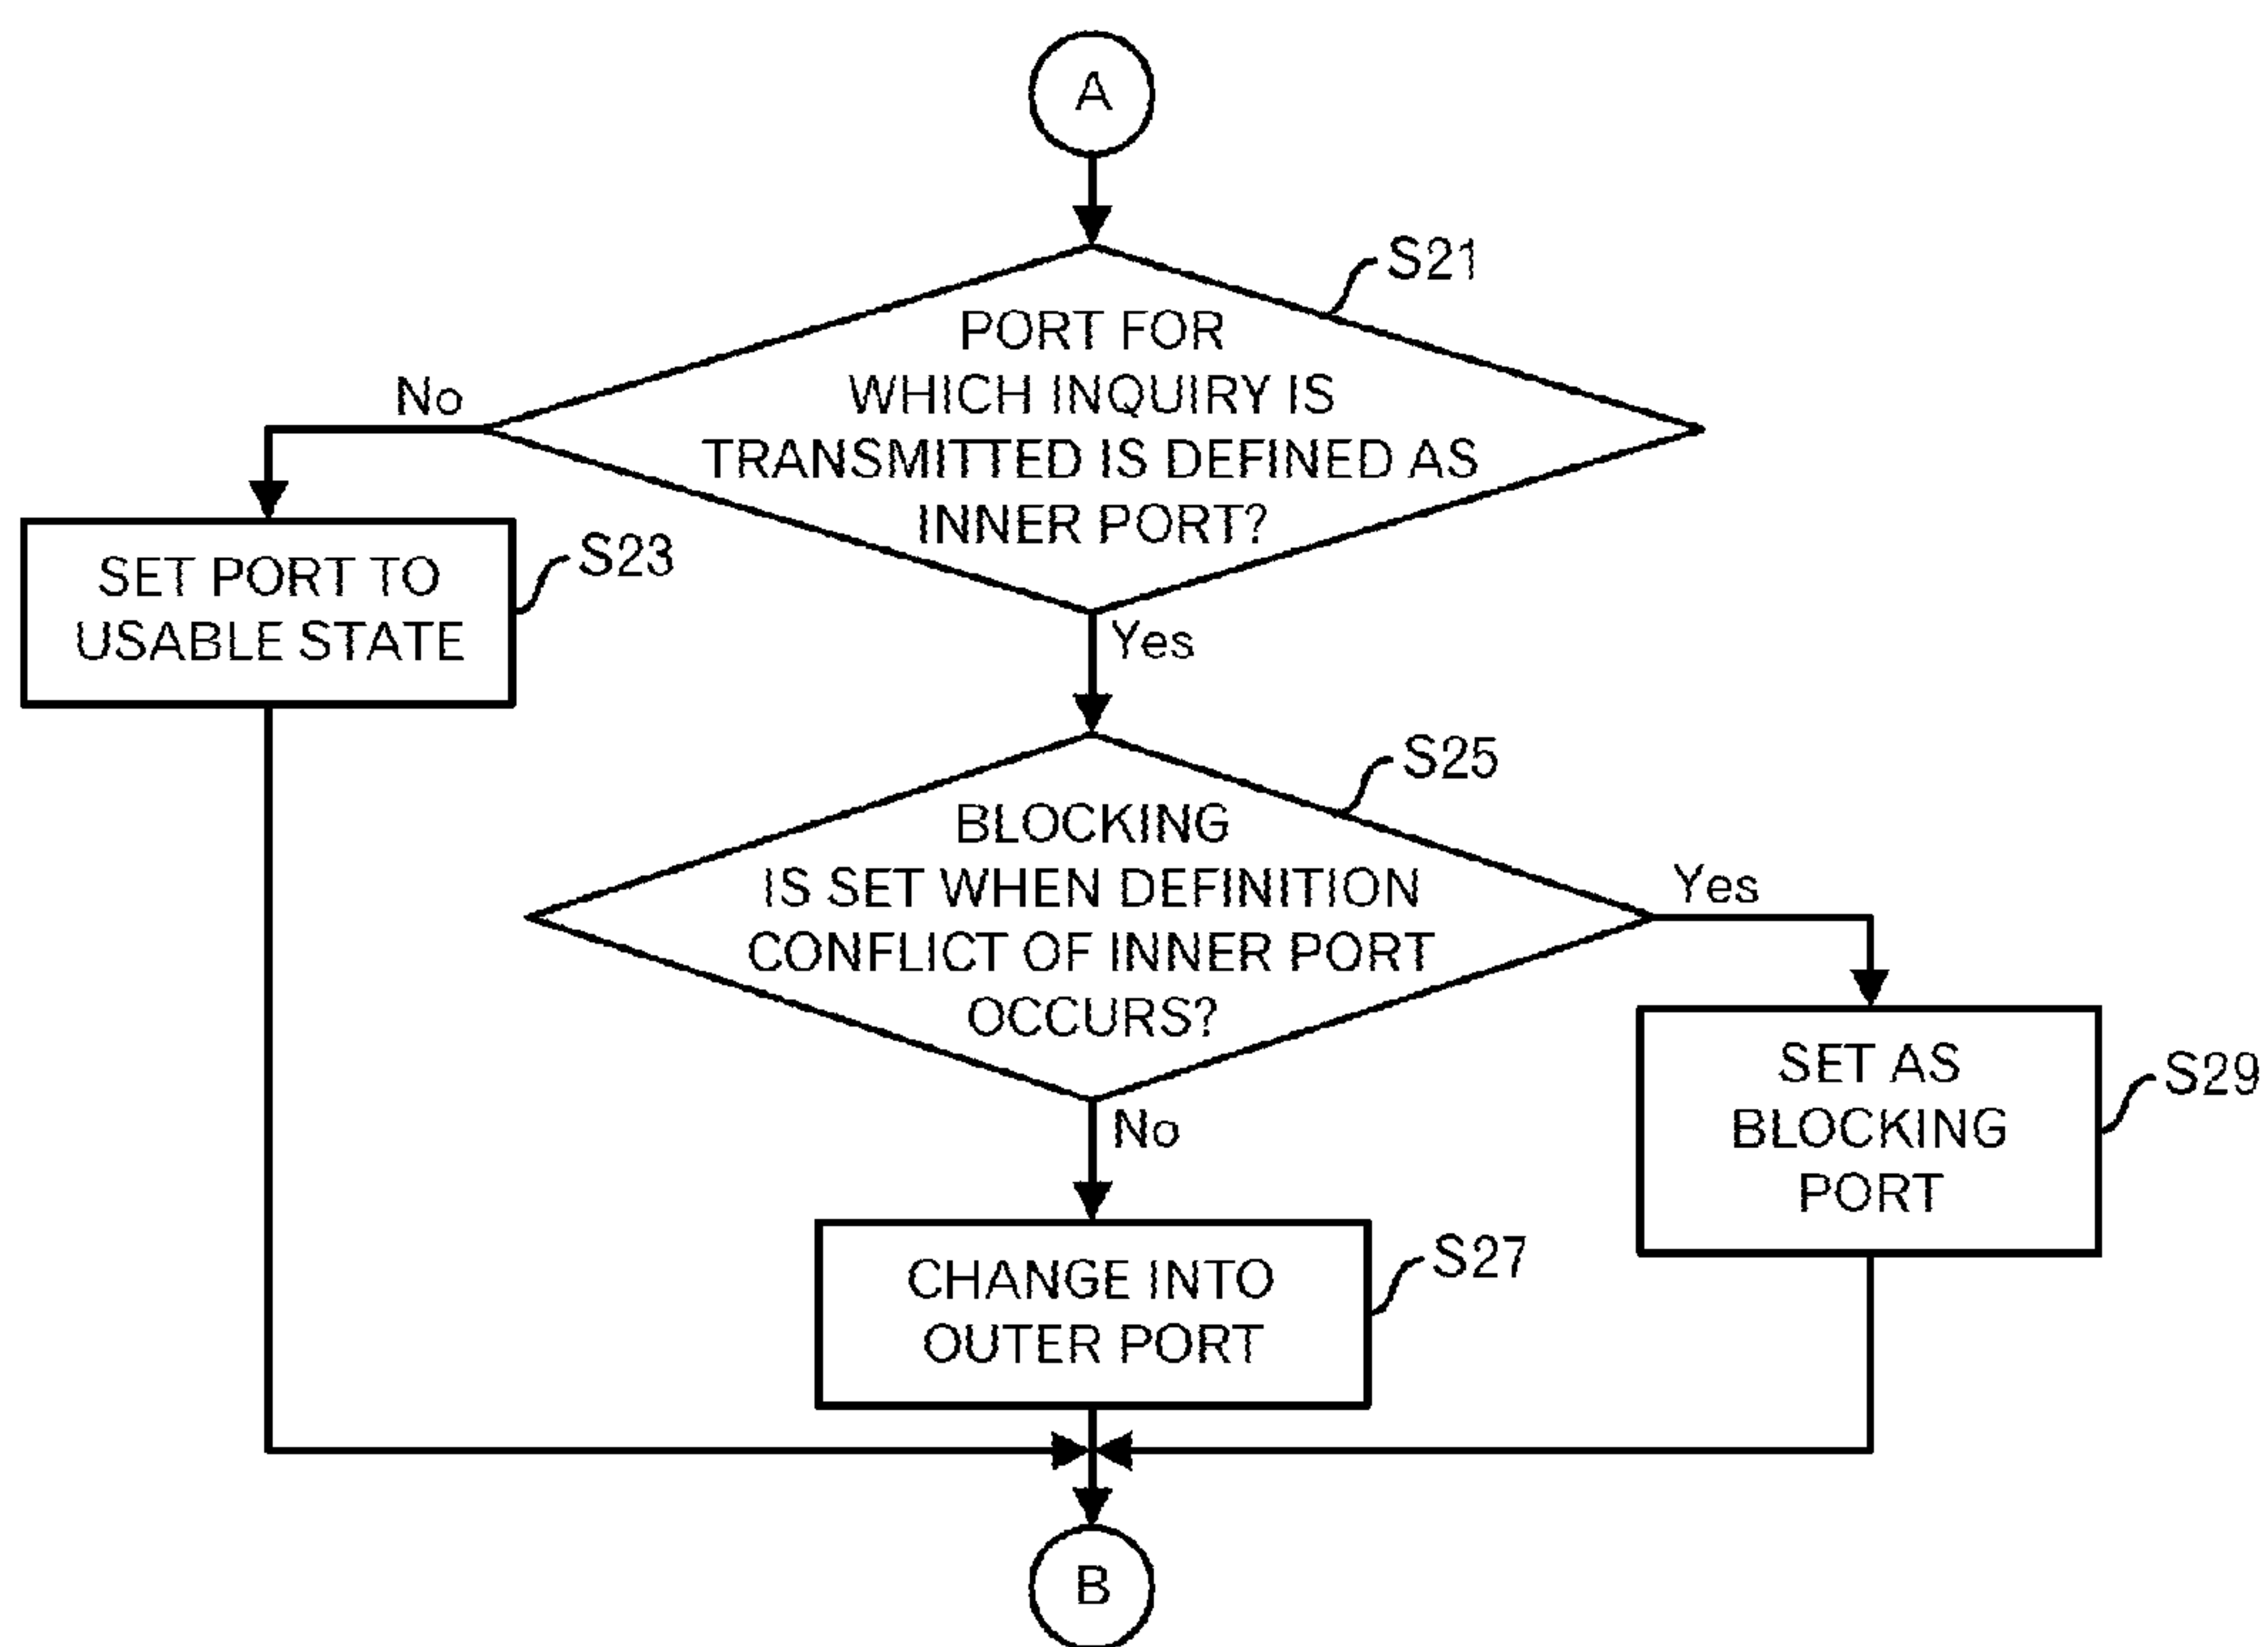 A
S21
PORT FOR
WHICH INQUIRY IS
TRANSMITTED IS DEFINED AS
INNER PORT?
No
Yes
SET PORT TO
USABLE STATE
S23
S25
BLOCKING
IS SET WHEN DEFINITION
CONFLICT OF INNER PORT
OCCURS?
Yes
No
SET AS
BLOCKING
PORT
S29
CHANGE INTO
OUTER PORT
S27
B